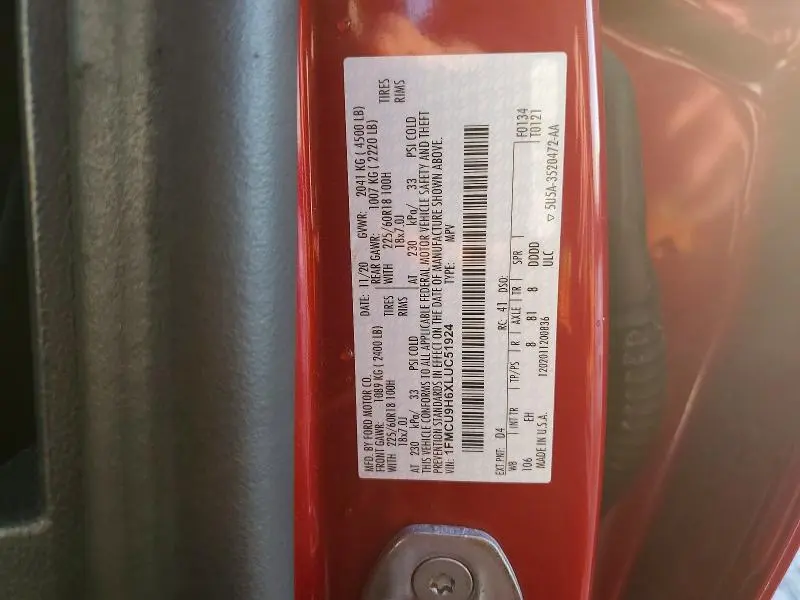 MFD. BY FORD MOTOR CO.
DATE: 11/20 GVWR: 2041 KG ( 4500 LB)
FRONT GAWR: 1089 KG ( 2400 LB) REAR GAWR: 1007 KG ( 2220 LB)
WITH 225/60R18 100H TIRES WITH 225/60R18 100H TIRES
18x7.0J RIMS 18x7.0J RIMS
AT 230 kPa/ 33 PSI COLD AT 230 kPa/ 33 PSI COLD
THIS VEHICLE CONFORMS TO ALL APPLICABLE FEDERAL MOTOR VEHICLE SAFETY AND THEFT
PREVENTION STANDARDS IN EFFECT ON THE DATE OF MANUFACTURE SHOWN ABOVE.
VIN: 1FMCU9H6XLUC51924 TYPE: MPV
EXT PNT: D4 RC: 41 DSO:
WB INT TR TP/PS R AXLE TR SPR F0134
106 EH 8 81 8 DDDD T0121
MADE IN U.S.A. ULC
▽ 5U5A-3520472-AA